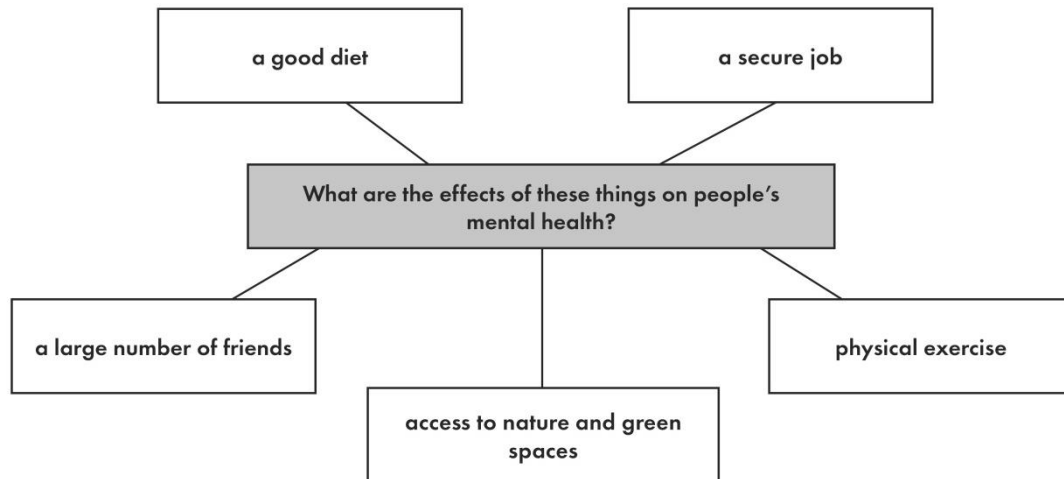 a good diet
a secure job
What are the effects of these things on people’s
mental health?
a large number of friends
physical exercise
access to nature and green
spaces